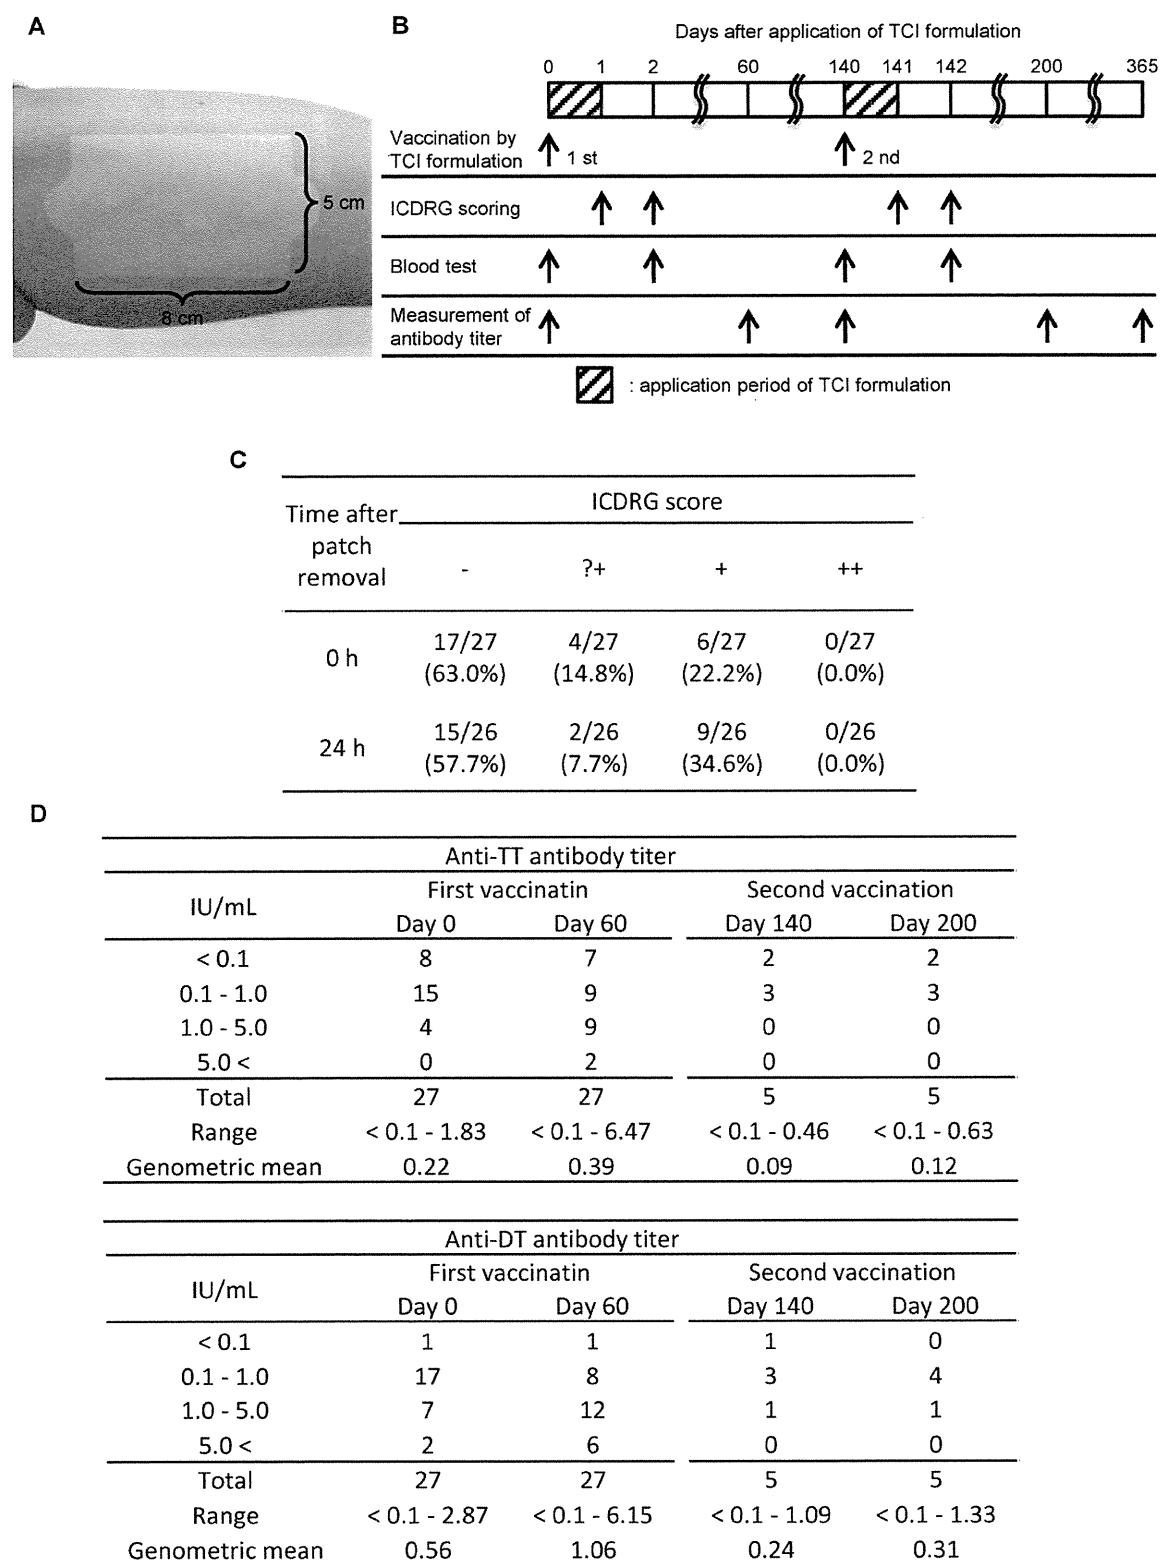 A
5 cm
8 cm
B
Days after application of TCI formulation
0 1 2 60 140 141 142 200 365
Vaccination by
TCI formulation
1 st
2 nd
ICDRG scoring
Blood test
Measurement of
antibody titer
: application period of TCI formulation
C
Time after
patch
removal
ICDRG score
- ?+ + ++
0 h
17/27 4/27 6/27 0/27
(63.0%) (14.8%) (22.2%) (0.0%)
24 h
15/26 2/26 9/26 0/26
(57.7%) (7.7%) (34.6%) (0.0%)
D
Anti-TT antibody titer
IU/mL
First vaccinatin Second vaccination
Day 0 Day 60 Day 140 Day 200
< 0.1 8 7 2 2
0.1 - 1.0 15 9 3 3
1.0 - 5.0 4 9 0 0
5.0 < 0 2 0 0
Total 27 27 5 5
Range < 0.1 - 1.83 < 0.1 - 6.47 < 0.1 - 0.46 < 0.1 - 0.63
Genometric mean 0.22 0.39 0.09 0.12
Anti-DT antibody titer
IU/mL
First vaccinatin Second vaccination
Day 0 Day 60 Day 140 Day 200
< 0.1 1 1 1 0
0.1 - 1.0 17 8 3 4
1.0 - 5.0 7 12 1 1
5.0 < 2 6 0 0
Total 27 27 5 5
Range < 0.1 - 2.87 < 0.1 - 6.15 < 0.1 - 1.09 < 0.1 - 1.33
Genometric mean 0.56 1.06 0.24 0.31